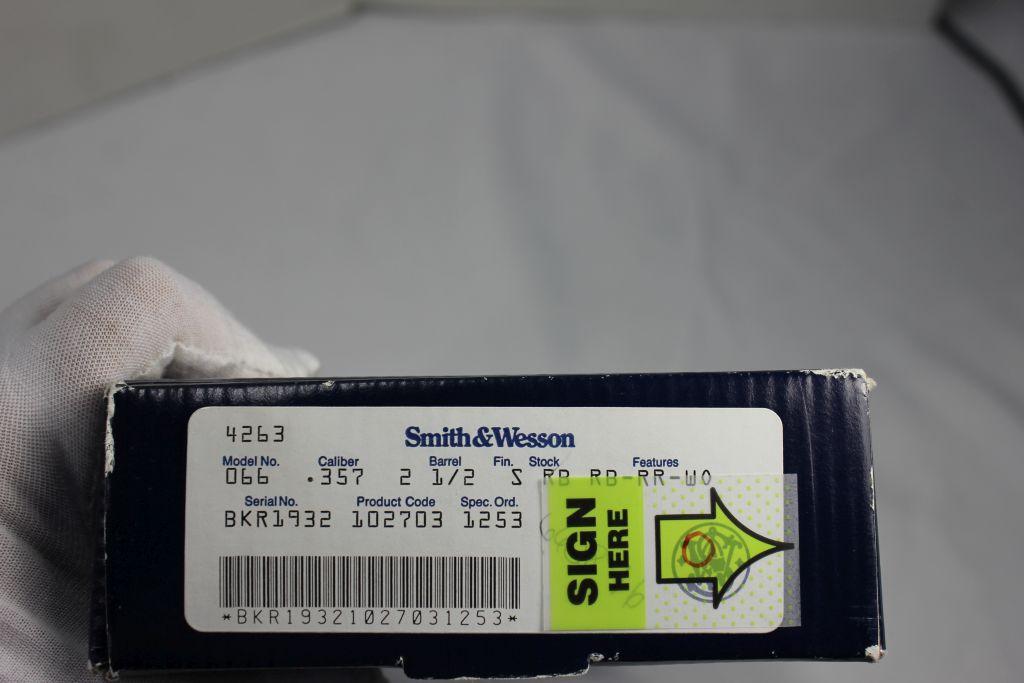 4263
Smith & Wesson
Model No. Caliber Barrel Fin. Stock Features
066 .357 2 1/2 S RB RB-RR-WO
Serial No. Product Code Spec. Ord.
BKR1932 102703 1253
*BKR19321027031253*
SIGN
HERE